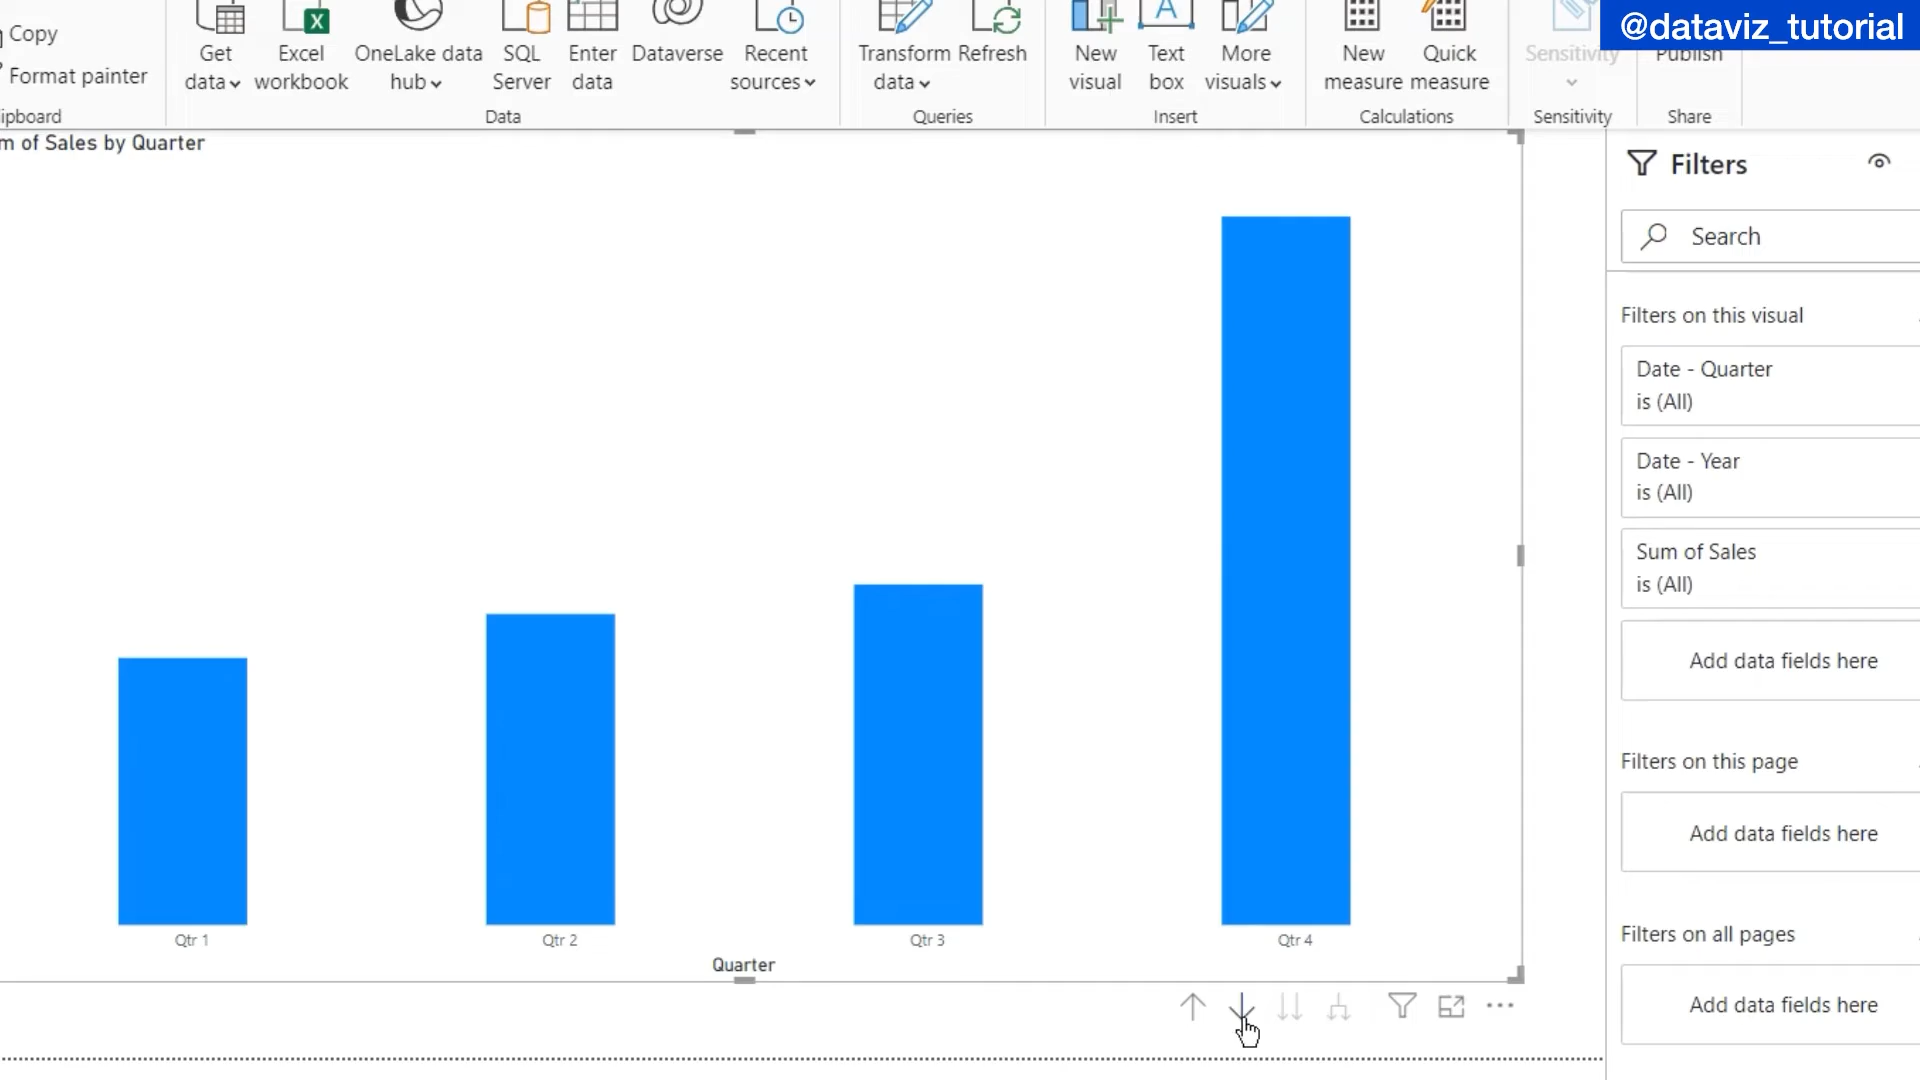 @dataviz_tutorial
Copy
Format painter
ipboard
Get data
Excel workbook
OneLake data hub
SQL Server
Enter data
Dataverse
Recent sources
Data
Transform data
Refresh
Queries
New visual
Text box
More visuals
Insert
New measure
Quick measure
Calculations
Sensitivity
Sensitivity
Publish
Share
m of Sales by Quarter
Qtr 1
Qtr 2
Qtr 3
Qtr 4
Quarter
Filters
Search
Filters on this visual
Date - Quarter
is (All)
Date - Year
is (All)
Sum of Sales
is (All)
Add data fields here
Filters on this page
Add data fields here
Filters on all pages
Add data fields here